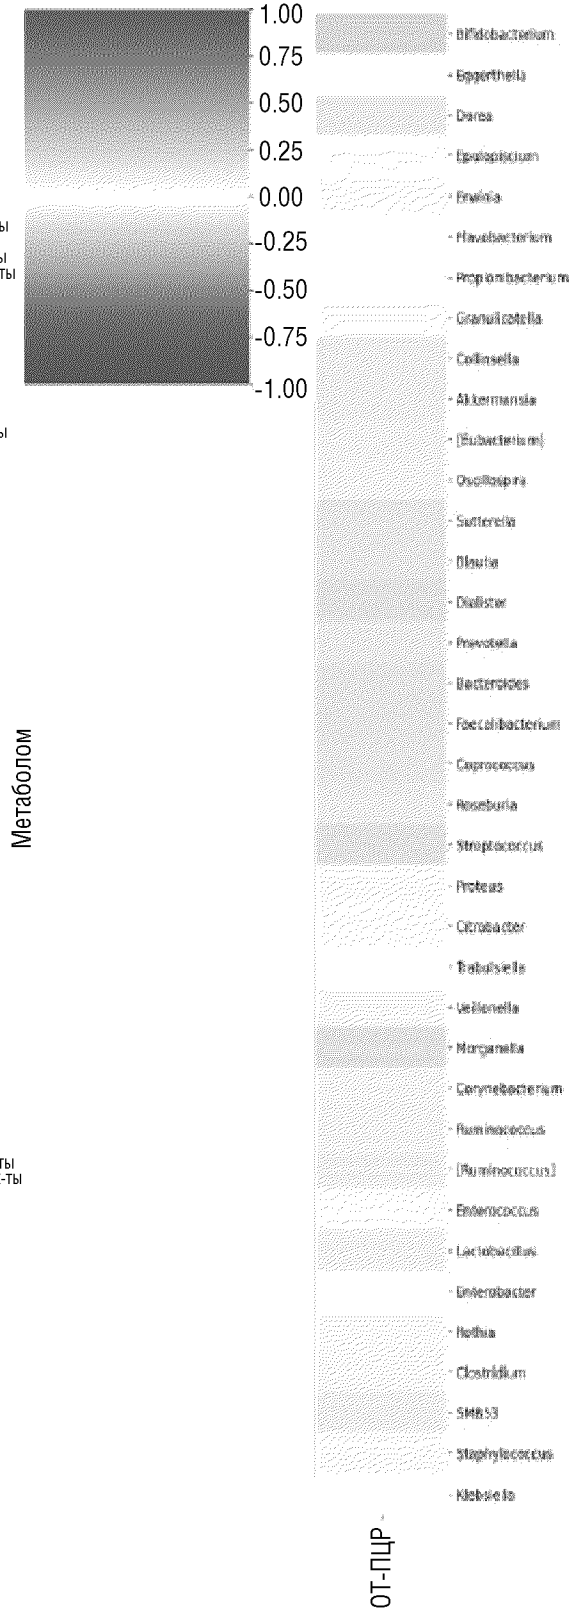 1.00
0.75
0.50
0.25
0.00
-0.25
-0.50
-0.75
-1.00
ты
Метаболом
Bifidobacterium
Eggerthella
Dorea
Epulopiscium
Erwinia
Flavobacterium
Propionibacterium
Granulicatella
Collinsella
Akkermansia
[Eubacterium]
Oscillospira
Sutterella
Blautia
Dialister
Prevotella
Bacteroides
Faecalibacterium
Coprococcus
Roseburia
Streptococcus
Proteus
Citrobacter
Trabulsiella
Veillonella
Morganella
Corynebacterium
Ruminococcus
[Ruminococcus]
Enterococcus
Lactobacillus
Enterobacter
Rothia
Clostridium
SMB53
Staphylococcus
Klebsiella
ты
-ты
ОТ-ПЦР